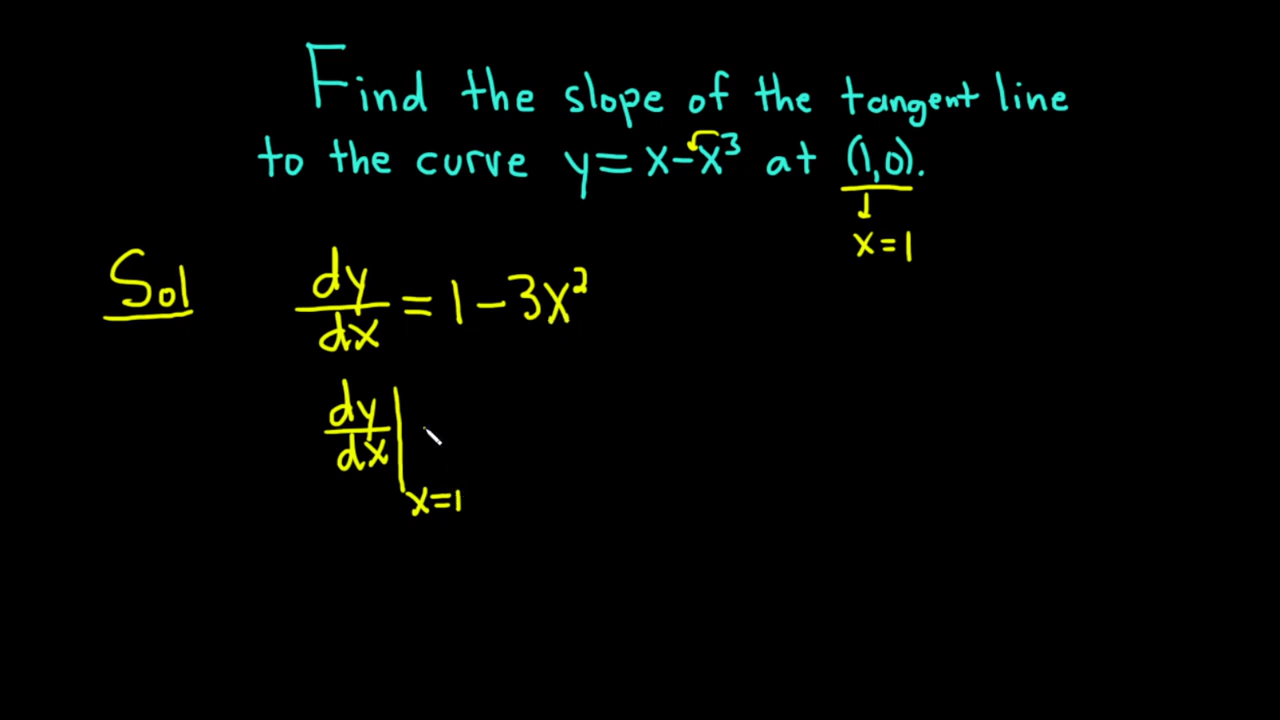 Find the slope of the tangent line
to the curve y=x-x³ at (1,0).
x=1
Sol dy/dx = 1-3x²
dy/dx|x=1